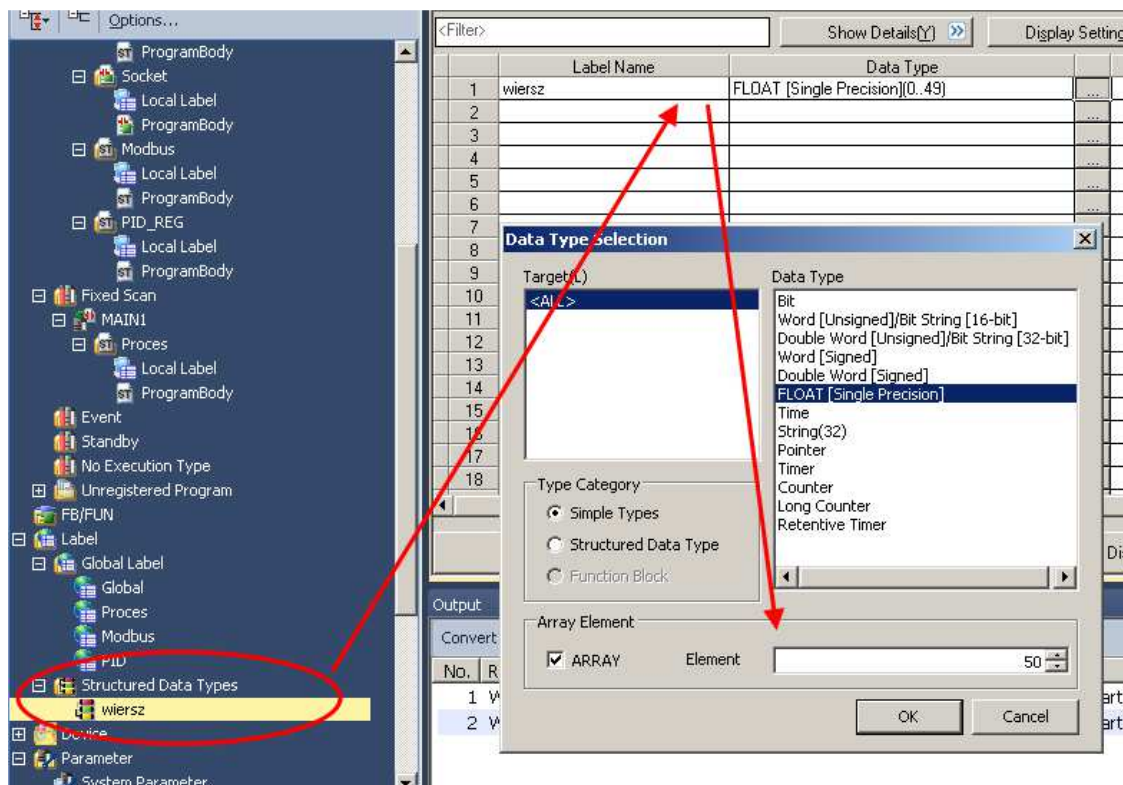 Options...
ProgramBody
Socket
Local Label
ProgramBody
Modbus
Local Label
ProgramBody
PID_REG
Local Label
ProgramBody
Fixed Scan
MAIN1
Proces
Local Label
ProgramBody
Event
Standby
No Execution Type
Unregistered Program
FB/FUN
Label
Global Label
Global
Proces
Modbus
PID
Structured Data Types
wiersz
Device
Parameter
System Parameter
<Filter>
Show Details(Y)
Display Setting
Label Name Data Type
1 wiersz FLOAT [Single Precision](0..49) ...
2 ...
3 ...
4 ...
5 ...
6 ...
7
8
9
10
11
12
13
14
15
16
17
18
Data Type Selection
Target(L)
<ALL>
Data Type
Bit
Word [Unsigned]/Bit String [16-bit]
Double Word [Unsigned]/Bit String [32-bit]
Word [Signed]
Double Word [Signed]
FLOAT [Single Precision]
Time
String(32)
Pointer
Timer
Counter
Long Counter
Retentive Timer
Type Category
Simple Types
Structured Data Type
Function Block
Array Element
ARRAY Element 50
OK Cancel
Output
Convert
No. R
1 W
2 W
Di
art
art